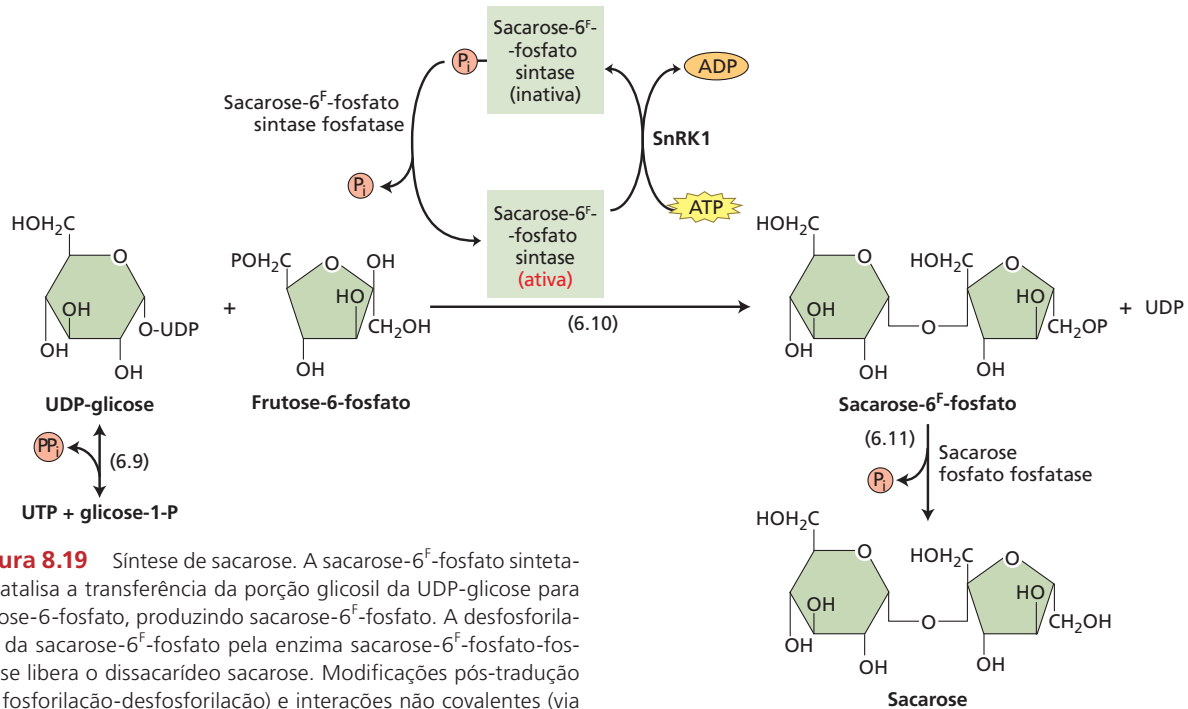 Sacarose-6F-
-fosfato
sintase
(inativa)
Pi
ADP
Sacarose-6F-fosfato
sintase fosfatase
SnRK1
Pi
ATP
Sacarose-6F-
-fosfato
sintase
(ativa)
HOH2C
O
OH
OH
O-UDP
OH
UDP-glicose
+
POH2C
O
OH
HO
CH2OH
OH
Frutose-6-fosfato
(6.10)
HOH2C
O
OH
OH
OH
O
HOH2C
O
HO
CH2OP
OH
+ UDP
Sacarose-6F-fosfato
PPi
(6.9)
UTP + glicose-1-P
(6.11)
Pi
Sacarose
fosfato fosfatase
HOH2C
O
OH
OH
OH
O
HOH2C
O
HO
CH2OH
OH
Sacarose
ura 8.19 Síntese de sacarose. A sacarose-6F-fosfato sinteta-
atalisa a transferência da porção glicosil da UDP-glicose para
ose-6-fosfato, produzindo sacarose-6F-fosfato. A desfosforila-
da sacarose-6F-fosfato pela enzima sacarose-6F-fosfato-fos-
se libera o dissacarídeo sacarose. Modificações pós-tradução
fosforilação-desfosforilação) e interações não covalentes (via